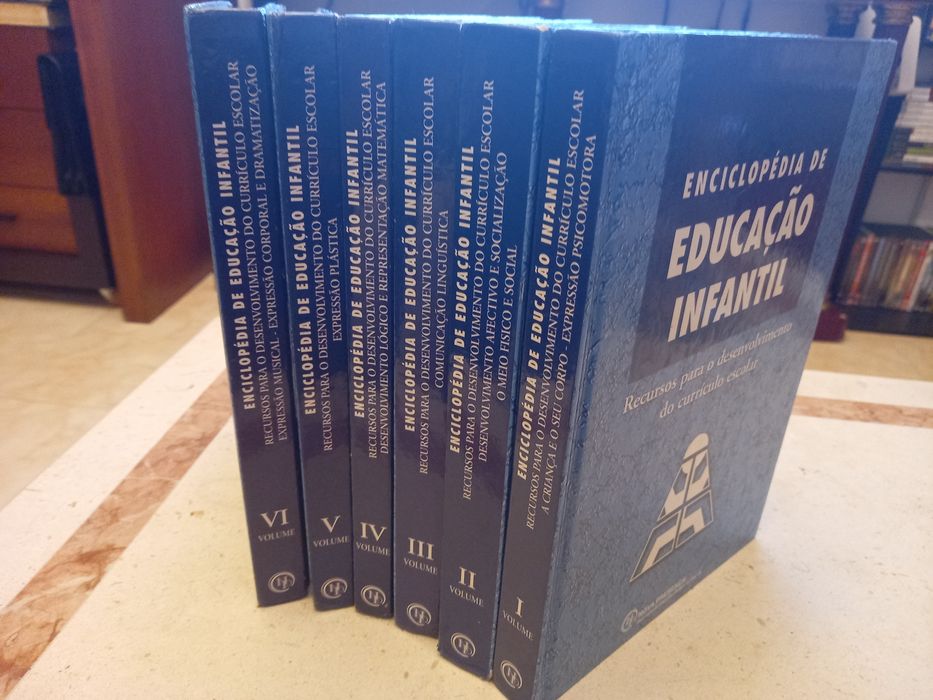 ENCICLOPÉDIA DE EDUCAÇÃO INFANTIL
RECURSOS PARA O DESENVOLVIMENTO DO CURRÍCULO ESCOLAR
EXPRESSÃO MUSICAL - EXPRESSÃO CORPORAL E DRAMATIZAÇÃO
VI
VOLUME
ENCICLOPÉDIA DE EDUCAÇÃO INFANTIL
RECURSOS PARA O DESENVOLVIMENTO DO CURRÍCULO ESCOLAR
EXPRESSÃO PLÁSTICA
V
VOLUME
ENCICLOPÉDIA DE EDUCAÇÃO INFANTIL
RECURSOS PARA O DESENVOLVIMENTO DO CURRÍCULO ESCOLAR
DESENVOLVIMENTO LÓGICO E REPRESENTAÇÃO MATEMÁTICA
IV
VOLUME
ENCICLOPÉDIA DE EDUCAÇÃO INFANTIL
RECURSOS PARA O DESENVOLVIMENTO DO CURRÍCULO ESCOLAR
COMUNICAÇÃO LINGUÍSTICA
III
VOLUME
ENCICLOPÉDIA DE EDUCAÇÃO INFANTIL
RECURSOS PARA O DESENVOLVIMENTO DO CURRÍCULO ESCOLAR
DESENVOLVIMENTO AFECTIVO E SOCIALIZAÇÃO
O MEIO FISICO E SOCIAL
II
VOLUME
ENCICLOPÉDIA DE EDUCAÇÃO INFANTIL
RECURSOS PARA O DESENVOLVIMENTO DO CURRÍCULO ESCOLAR
A CRIANÇA E O SEU CORPO - EXPRESSÃO PSICOMOTORA
I
VOLUME
ENCICLOPÉDIA DE
EDUCAÇÃO
INFANTIL
Recursos para o desenvolvimento
do currículo escolar
NOVA